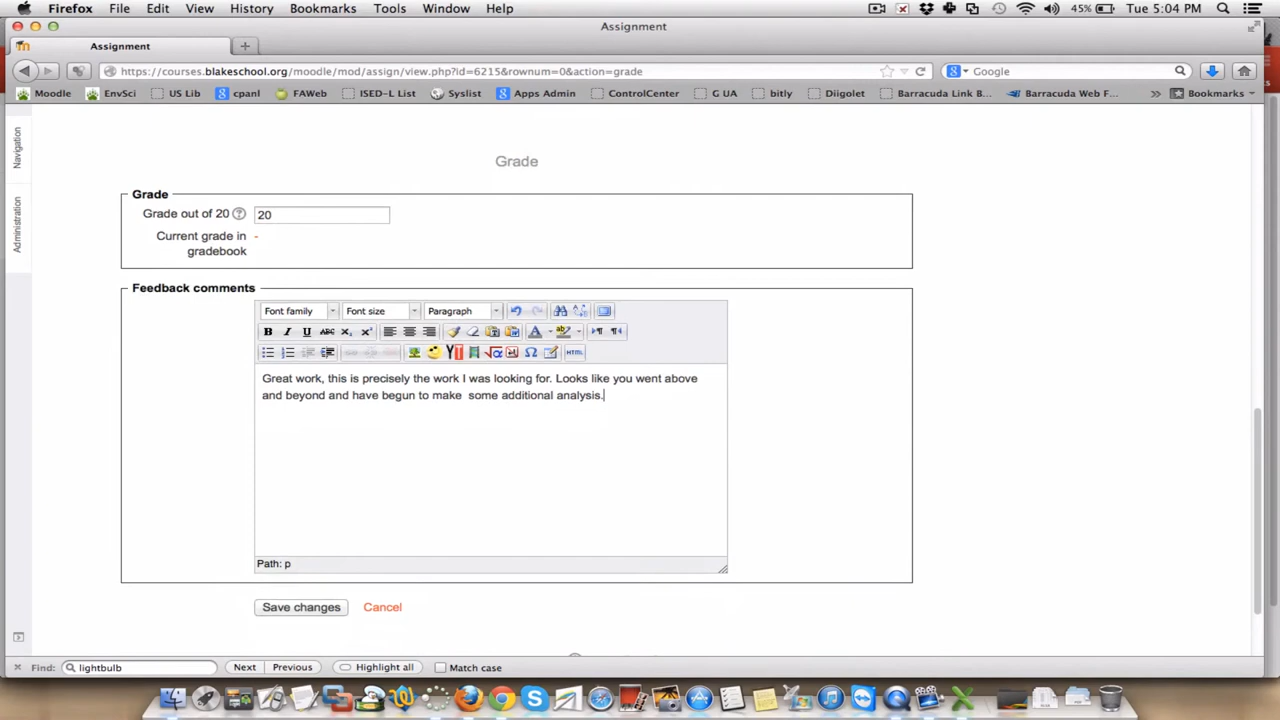 Firefox File Edit View History Bookmarks Tools Window Help 45% Tue 5:04 PM
Assignment
Assignment
https://courses.blakeschool.org/moodle/mod/assign/view.php?id=6215&rownum=0&action=grade Google
Moodle EnvSci US Lib cpanl FAWeb ISED-L List Syslist Apps Admin ControlCenter G UA bitly Diigolet Barracuda Link B... Barracuda Web F... Bookmarks
Navigation
Administration
Grade
Grade
Grade out of 20 20
Current grade in -
gradebook
Feedback comments
Font family Font size Paragraph
B I U ABC
HTML
Great work, this is precisely the work I was looking for. Looks like you went above
and beyond and have begun to make  some additional analysis.
Path: p
Save changes Cancel
Find: lightbulb Next Previous Highlight all Match case